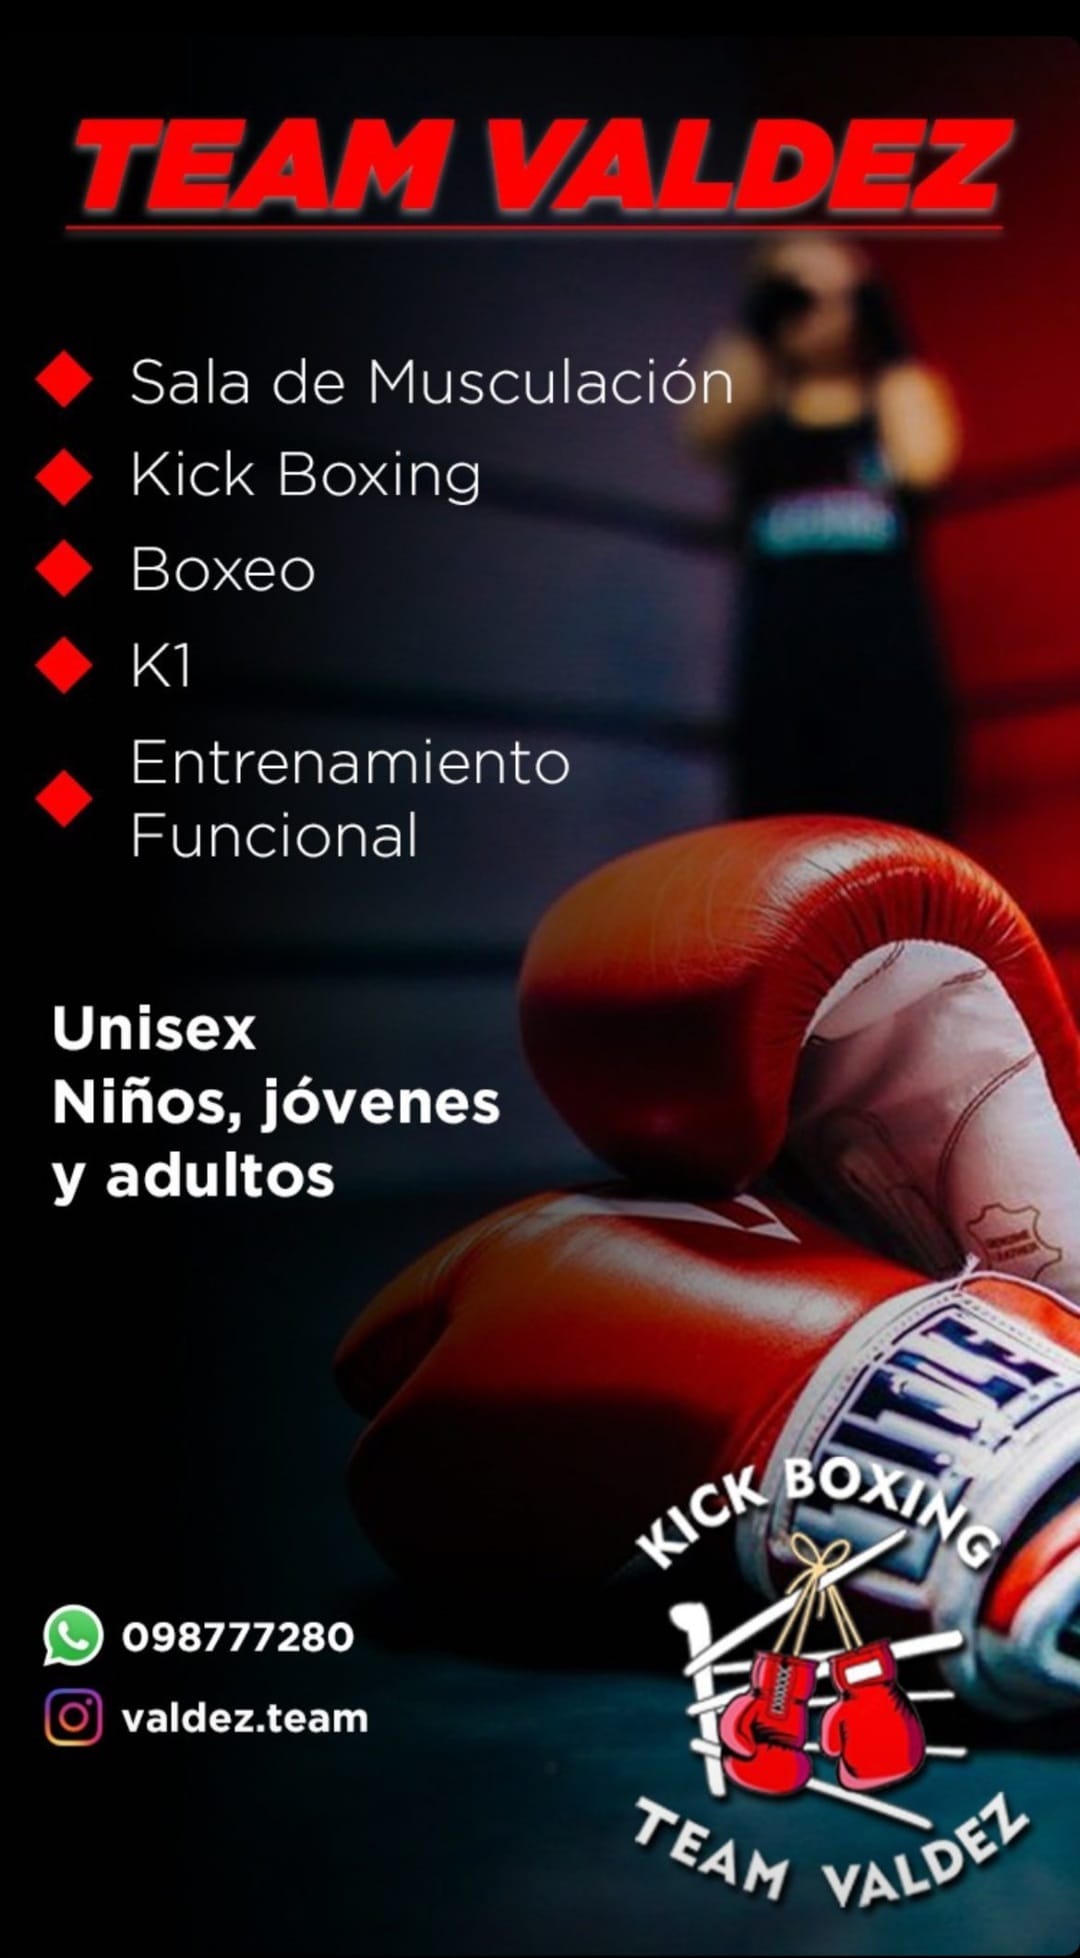 TEAM VALDEZ
Sala de Musculación
Kick Boxing
Boxeo
K1
Entrenamiento
Funcional
Unisex
Niños, jóvenes
y adultos
098777280
valdez.team
KICK BOXING
TEAM VALDEZ